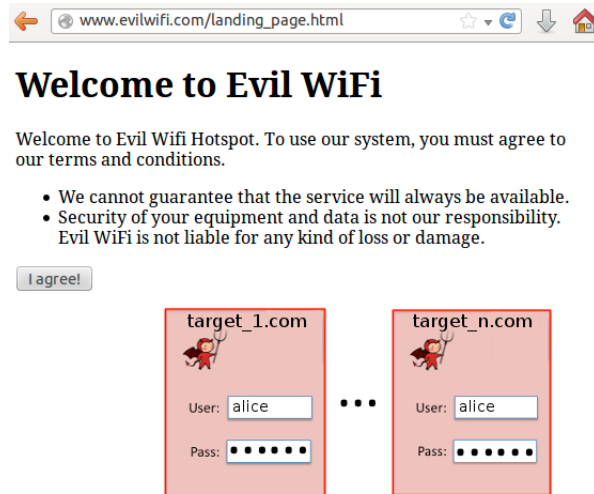 www.evilwifi.com/landing_page.html
Welcome to Evil WiFi
Welcome to Evil Wifi Hotspot. To use our system, you must agree to
our terms and conditions.
• We cannot guarantee that the service will always be available.
• Security of your equipment and data is not our responsibility.
Evil WiFi is not liable for any kind of loss or damage.
I agree!
target_1.com
User: alice
Pass: ••••••
...
target_n.com
User: alice
Pass: ••••••